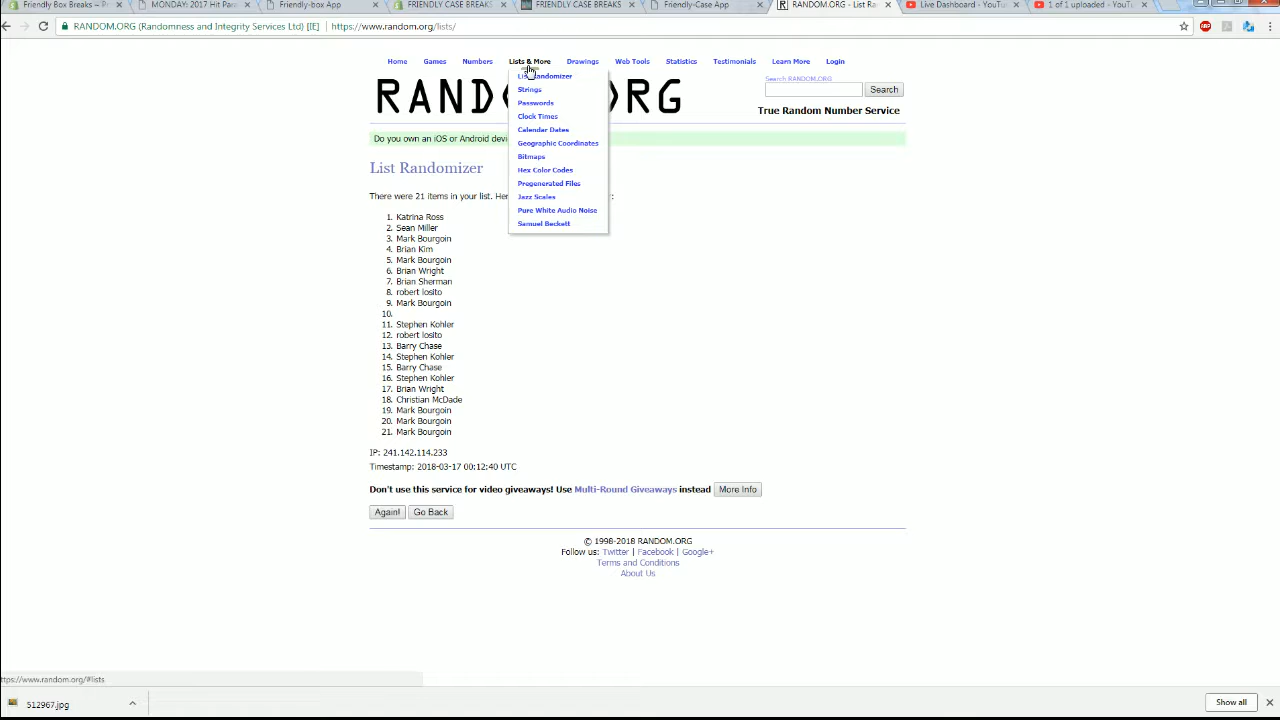 Friendly Box Breaks –
MONDAY: 2017 Hit Par
Friendly-box App
FRIENDLY CASE BREAK
FRIENDLY CASE BREAKS
Friendly-Case App
RANDOM.ORG - List R
Live Dashboard - YouTu
1 of 1 uploaded - YouTu
RANDOM.ORG (Randomness and Integrity Services Ltd) [IE]
https://www.random.org/lists/
Home Games Numbers Lists & More Drawings Web Tools Statistics Testimonials Learn More Login
List Randomizer
Strings
Passwords
Clock Times
Calendar Dates
Geographic Coordinates
Bitmaps
Hex Color Codes
Pregenerated Files
Jazz Scales
Pure White Audio Noise
Samuel Beckett
Search RANDOM.ORG
Search
True Random Number Service
Do you own an iOS or Android devi
List Randomizer
There were 21 items in your list. Her :
1. Katrina Ross
2. Sean Miller
3. Mark Bourgoin
4. Brian Kim
5. Mark Bourgoin
6. Brian Wright
7. Brian Sherman
8. robert losito
9. Mark Bourgoin
10.
11. Stephen Kohler
12. robert losito
13. Barry Chase
14. Stephen Kohler
15. Barry Chase
16. Stephen Kohler
17. Brian Wright
18. Christian McDade
19. Mark Bourgoin
20. Mark Bourgoin
21. Mark Bourgoin
IP: 241.142.114.233
Timestamp: 2018-03-17 00:12:40 UTC
Don't use this service for video giveaways! Use Multi-Round Giveaways instead More Info
Again! Go Back
© 1998-2018 RANDOM.ORG
Follow us: Twitter | Facebook | Google+
Terms and Conditions
About Us
ttps://www.random.org/#lists
512967.jpg
Show all